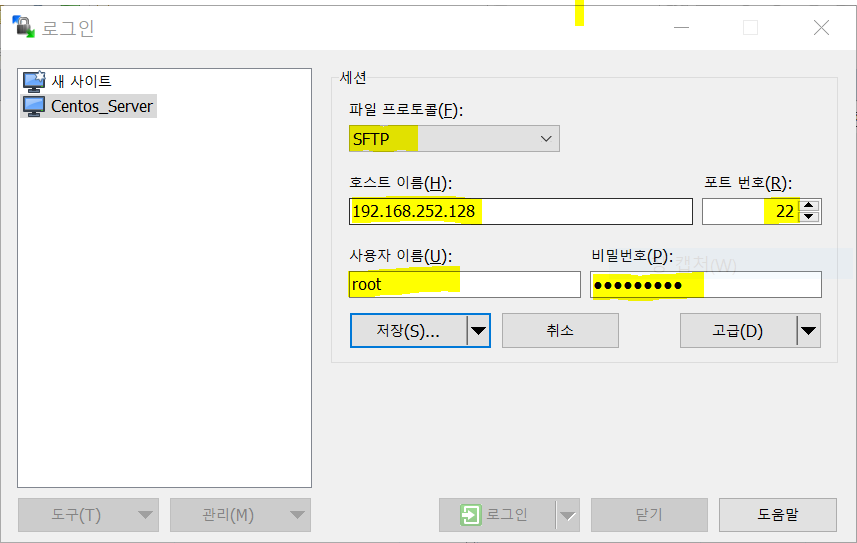 로그인
새 사이트
Centos_Server
세션
파일 프로토콜(F):
SFTP
호스트 이름(H):
포트 번호(R):
192.168.252.128
22
사용자 이름(U):
비밀번호(P):
캡처(W)
root
●●●●●●●●●
저장(S)...
취소
고급(D)
도구(T)
관리(M)
로그인
닫기
도움말